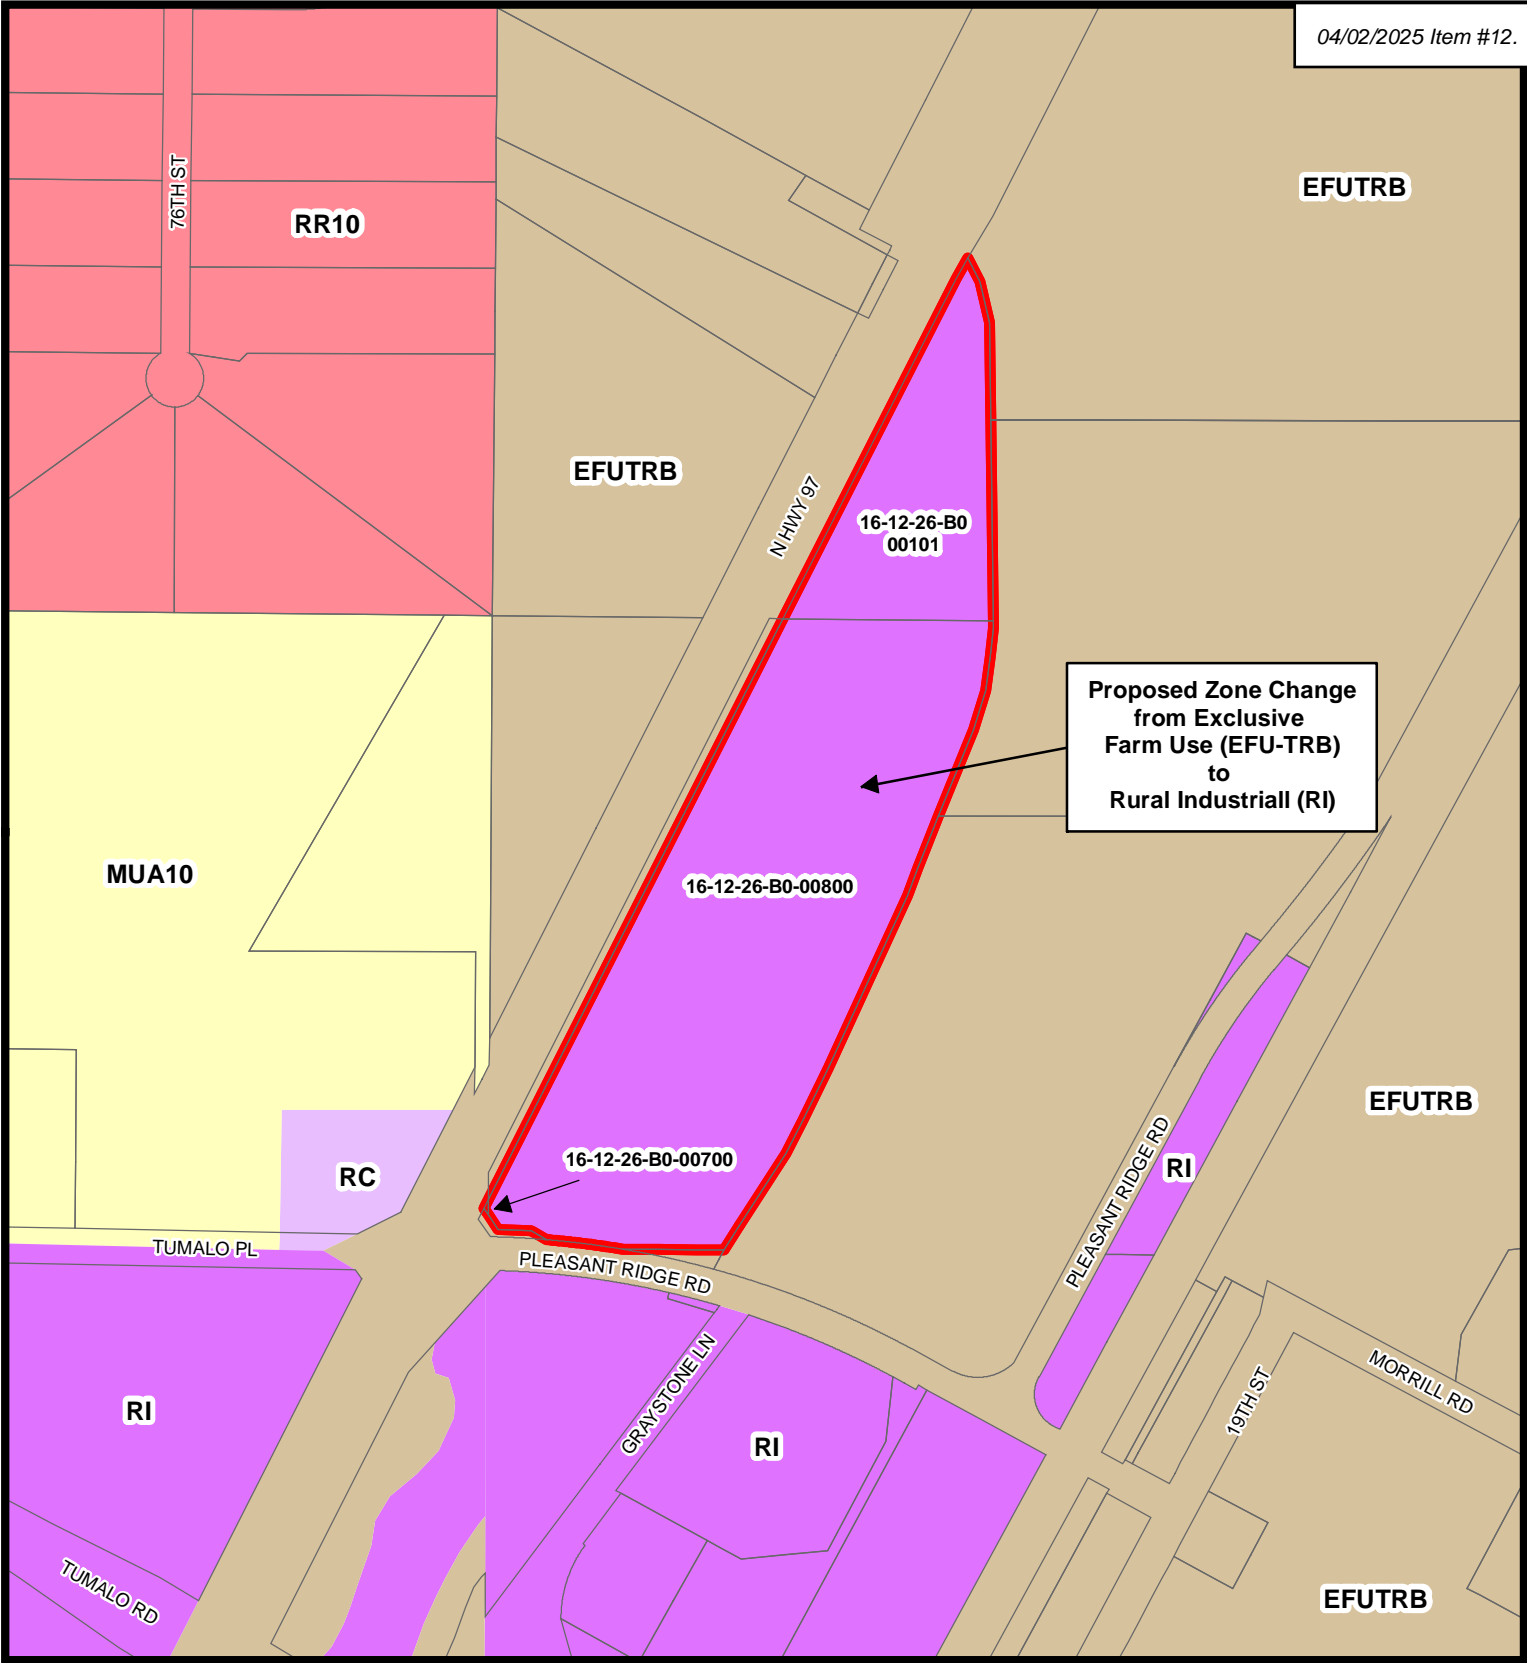 04/02/2025 Item #12.
76TH ST
RR10
EFUTRB
EFUTRB
N HWY 97
16-12-26-B0
00101
Proposed Zone Change
from Exclusive
Farm Use (EFU-TRB)
to
Rural Industriall (RI)
MUA10
16-12-26-B0-00800
EFUTRB
16-12-26-B0-00700
RC
RI
PLEASANT RIDGE RD
TUMALO PL
PLEASANT RIDGE RD
GRAYSTONE LN
MORRILL RD
19TH ST
RI
RI
TUMALO RD
EFUTRB